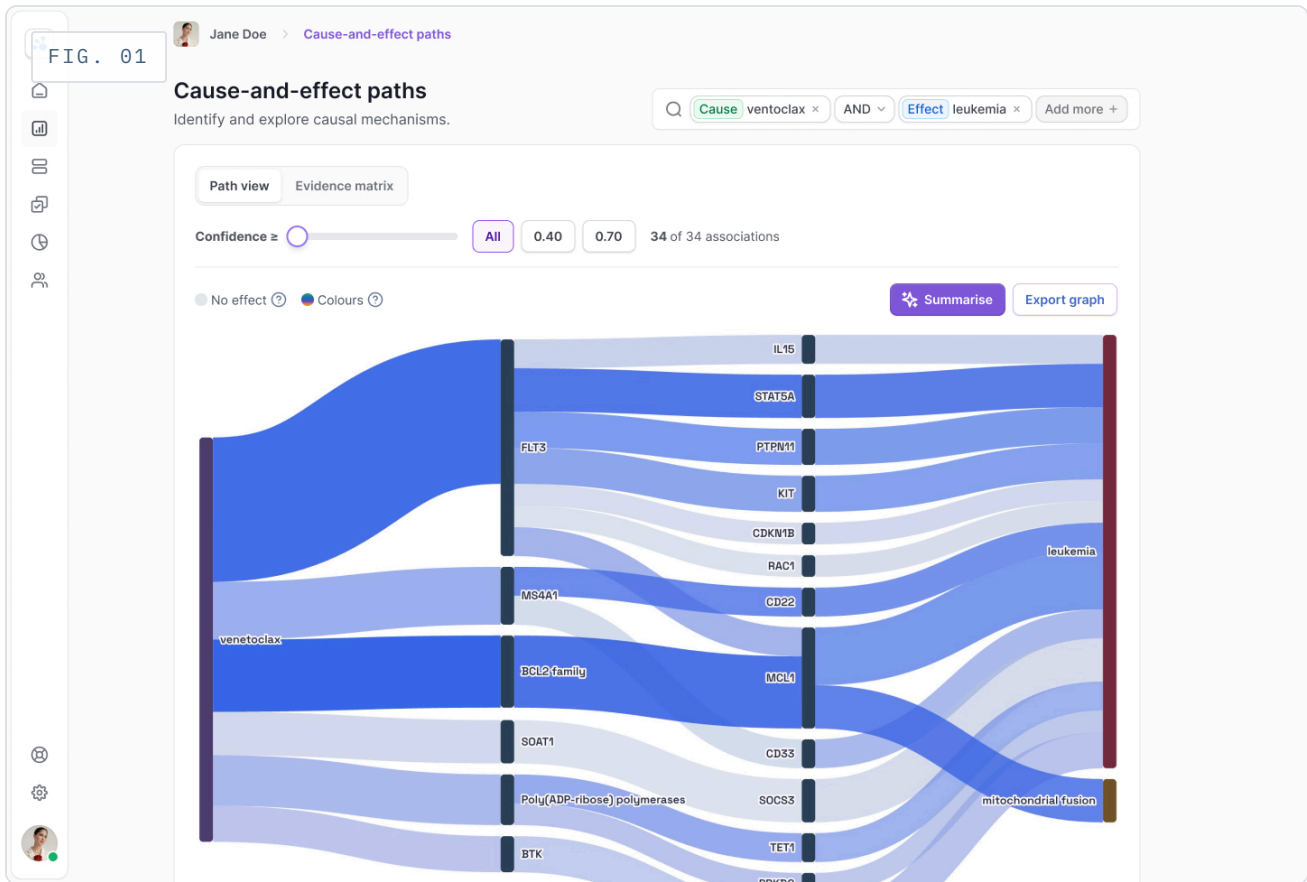 FIG. 01
Jane Doe
Cause-and-effect paths
Cause-and-effect paths
Identify and explore causal mechanisms.
Cause ventoclax × AND Effect leukemia × Add more +
Path view Evidence matrix
Confidence ≥ All 0.40 0.70 34 of 34 associations
No effect ? Colours ? Summarise Export graph
IL15
STAT5A
FLT3
PTPN11
KIT
CDKN1B
leukemia
RAC1
MS4A1
CD22
venetoclax
BCL2 family
MCL1
SOAT1
CD33
Poly(ADP-ribose) polymerases
SOCS3
mitochondrial fusion
TET1
BTK